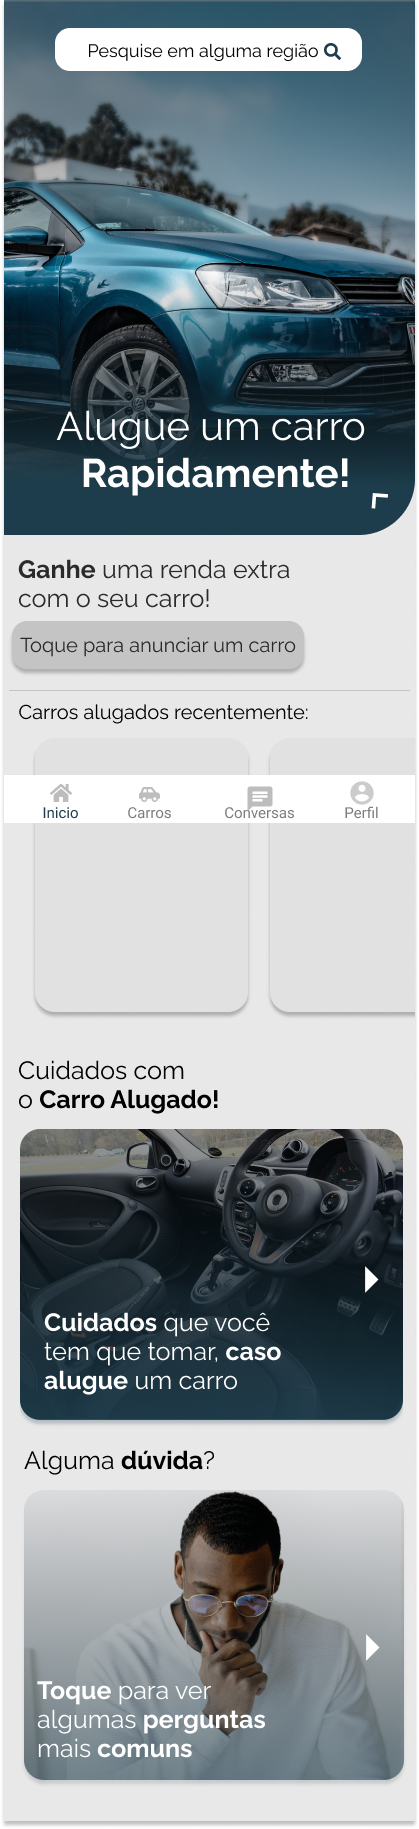 Pesquise em alguma região
Alugue um carro
Rapidamente!
Ganhe uma renda extra
com o seu carro!
Toque para anunciar um carro
Carros alugados recentemente:
Inicio
Carros
Conversas
Perfil
Cuidados com
o Carro Alugado!
Cuidados que você
tem que tomar, caso
alugue um carro
Alguma dúvida?
Toque para ver
algumas perguntas
mais comuns